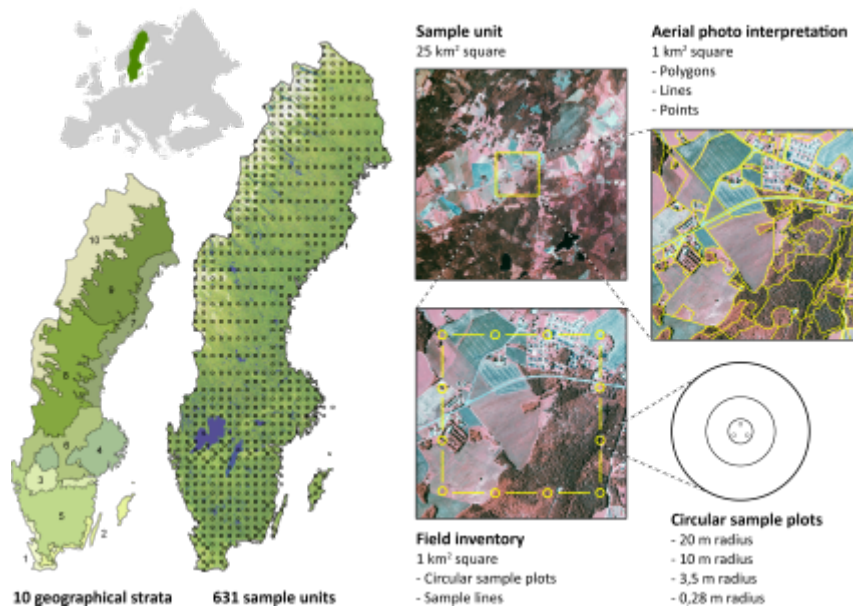 Sample unit
25 km² square
Aerial photo interpretation
1 km² square
- Polygons
- Lines
- Points
10
9
7
8
6
4
3
5
2
1
Field inventory
1 km² square
- Circular sample plots
- Sample lines
Circular sample plots
- 20 m radius
- 10 m radius
- 3,5 m radius
- 0,28 m radius
10 geographical strata
631 sample units